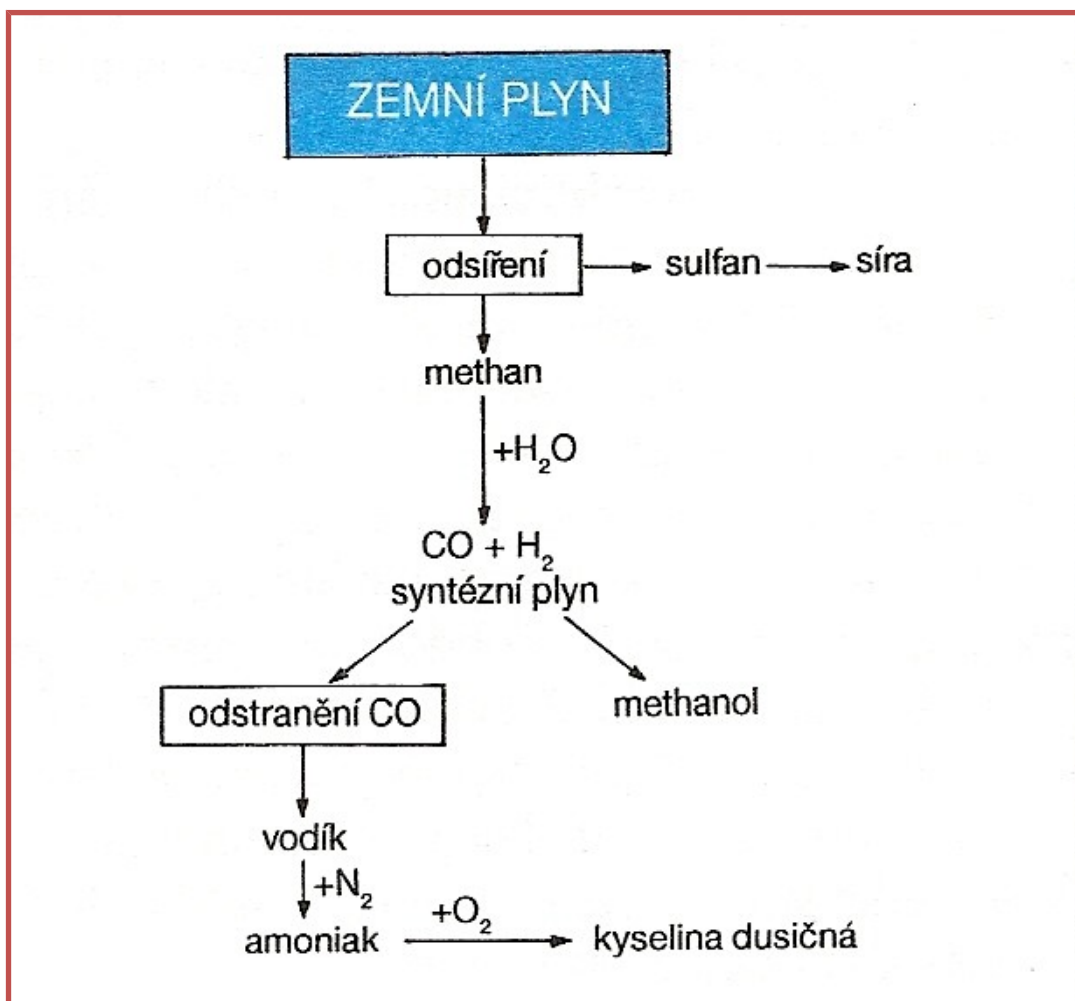 ZEMNÍ PLYN
odsíření
sulfan
síra
methan
+H₂O
CO + H₂
syntézní plyn
odstranění CO
methanol
vodík
+N₂
amoniak
+O₂
kyselina dusičná